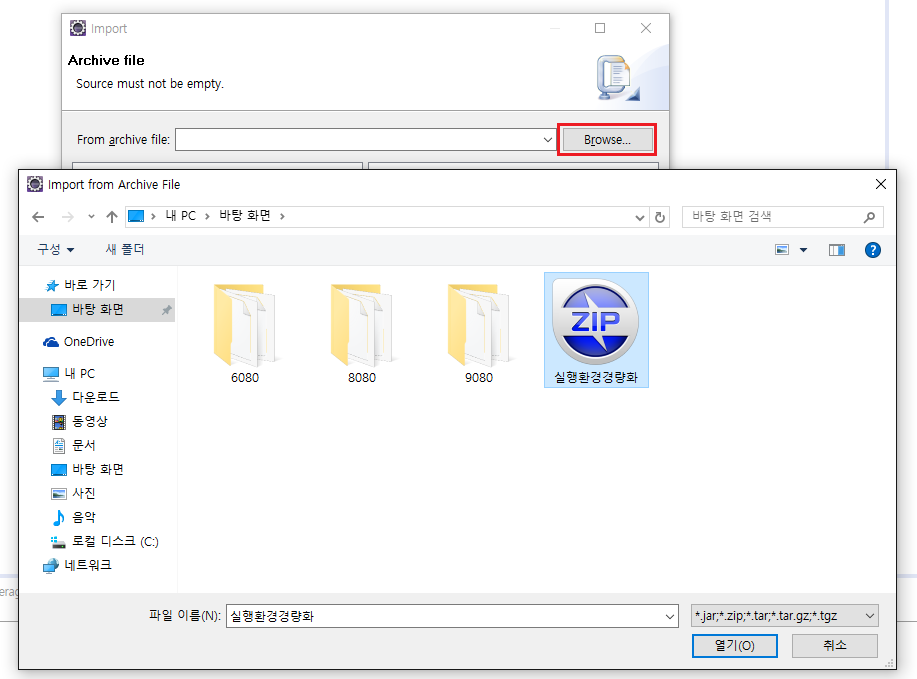 Import
Archive file
Source must not be empty.
From archive file:
Browse...
Import from Archive File
내 PC
바탕 화면
바탕 화면 검색
구성
새 폴더
바로 가기
바탕 화면
OneDrive
내 PC
다운로드
동영상
문서
바탕 화면
사진
음악
로컬 디스크 (C:)
네트워크
6080
8080
9080
ZIP
실행환경경량화
파일 이름(N):
실행환경경량화
*.jar;*.zip;*.tar;*.tar.gz;*.tgz
열기(O)
취소